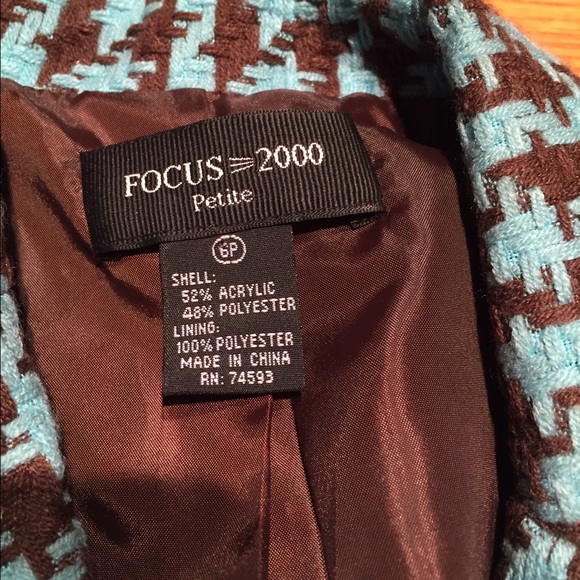 FOCUS 2000
Petite
6P
SHELL:
52% ACRYLIC
48% POLYESTER
LINING:
100% POLYESTER
MADE IN CHINA
RN: 74593